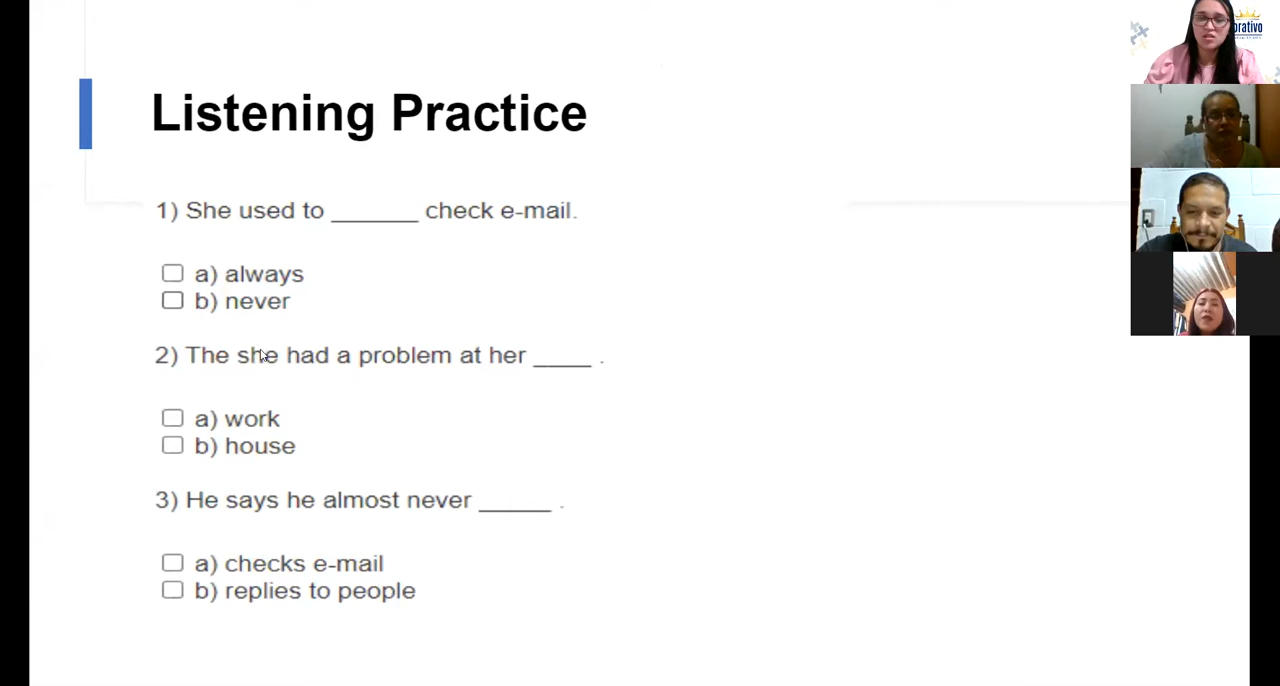 Listening Practice
1) She used to _______ check e-mail.
a) always
b) never
2) The she had a problem at her _____ .
a) work
b) house
3) He says he almost never ______ .
a) checks e-mail
b) replies to people
orativo